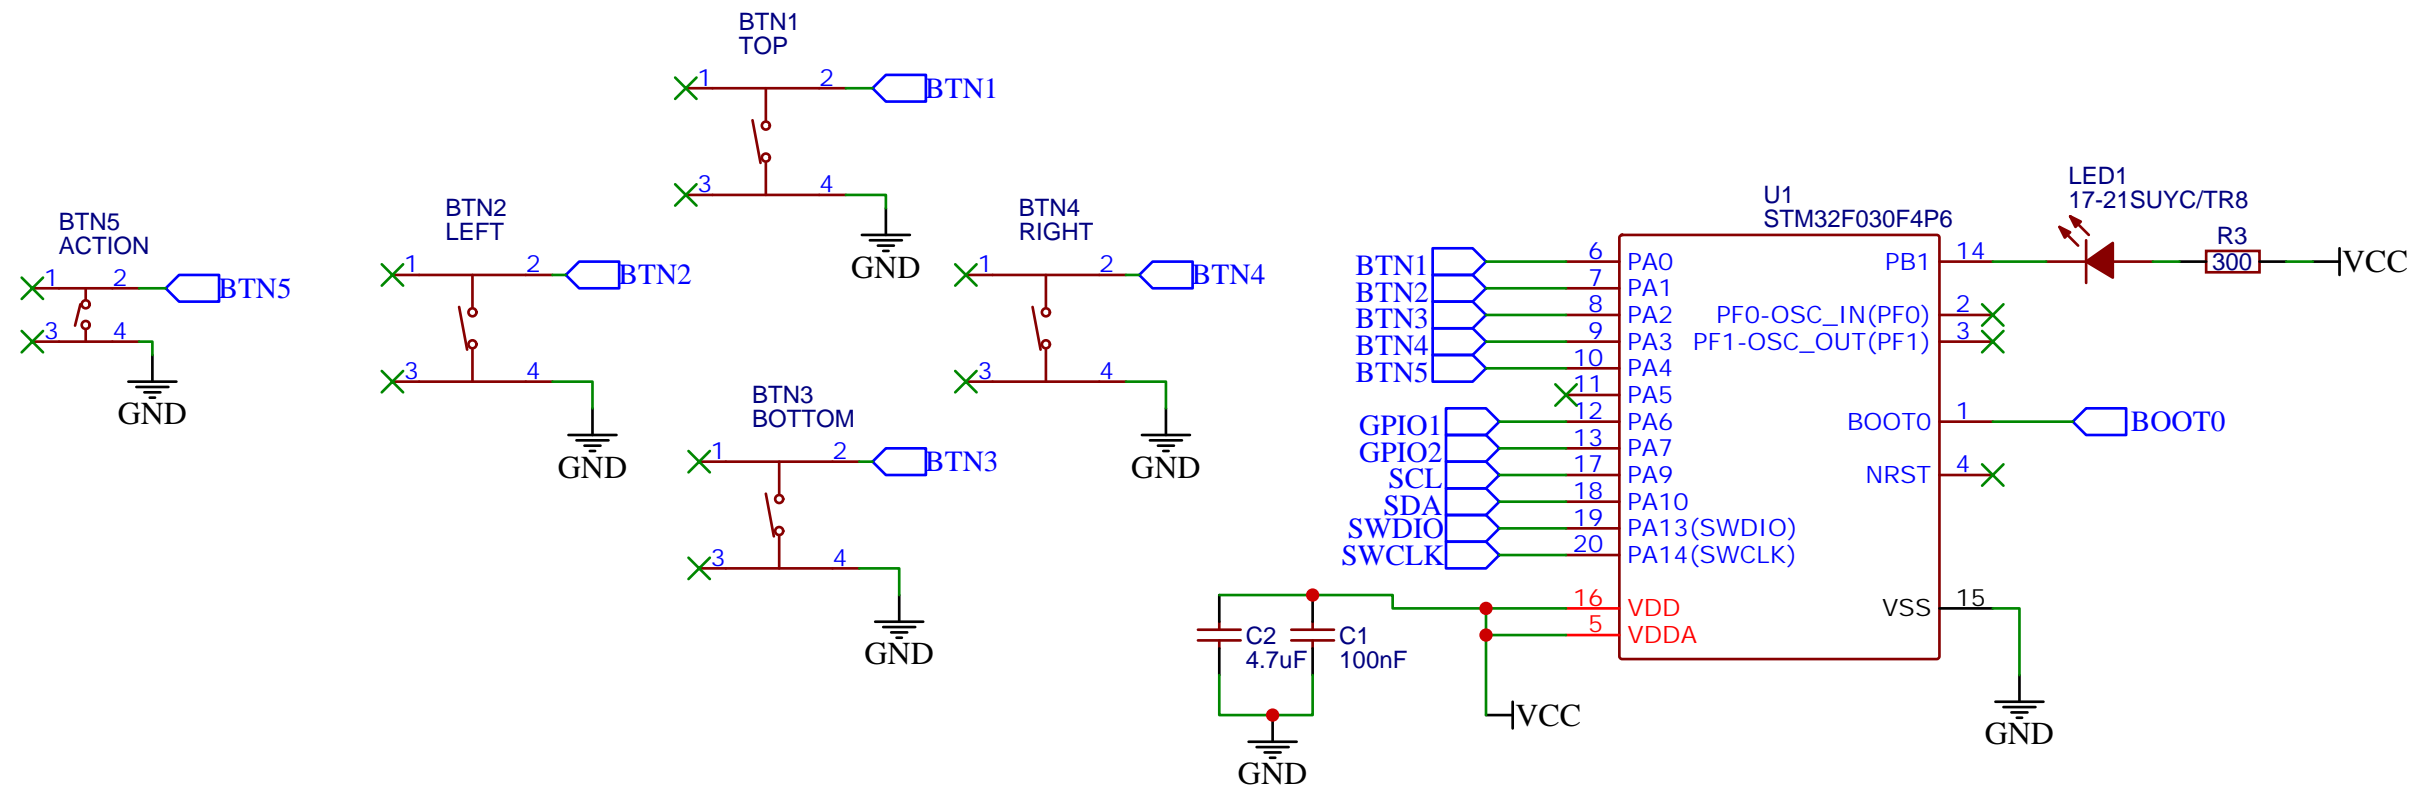 BTN1
TOP
1
2
BTN1
3
4
GND
BTN5
ACTION
1
2
BTN5
3
4
GND
BTN2
LEFT
1
2
BTN2
3
4
GND
BTN4
RIGHT
1
2
BTN4
3
4
GND
BTN3
BOTTOM
1
2
BTN3
3
4
GND
U1
STM32F030F4P6
BTN1 6 PA0
BTN2 7 PA1
BTN3 8 PA2
BTN4 9 PA3
BTN5 10 PA4
11 PA5
GPIO1 12 PA6
GPIO2 13 PA7
SCL 17 PA9
SDA 18 PA10
SWDIO 19 PA13(SWDIO)
SWCLK 20 PA14(SWCLK)
16 VDD
5 VDDA
PB1 14
PF0-OSC_IN(PF0) 2
PF1-OSC_OUT(PF1) 3
BOOT0 1 BOOT0
NRST 4
VSS 15
GND
LED1
17-21SUYC/TR8
R3
300
VCC
C2
4.7uF
C1
100nF
GND
VCC